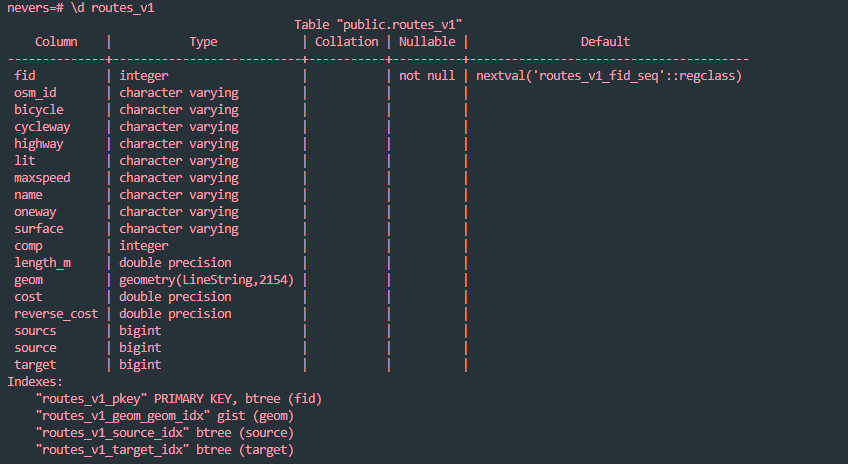 nevers=# \d routes_v1
                                      Table "public.routes_v1"
    Column    |           Type            | Collation | Nullable |                Default
--------------+---------------------------+-----------+----------+----------------------------------------
 fid          | integer                   |           | not null | nextval('routes_v1_fid_seq'::regclass)
 osm_id       | character varying         |           |          |
 bicycle      | character varying         |           |          |
 cycleway     | character varying         |           |          |
 highway      | character varying         |           |          |
 lit          | character varying         |           |          |
 maxspeed     | character varying         |           |          |
 name         | character varying         |           |          |
 oneway       | character varying         |           |          |
 surface      | character varying         |           |          |
 comp         | integer                   |           |          |
 length_m     | double precision          |           |          |
 geom         | geometry(LineString,2154) |           |          |
 cost         | double precision          |           |          |
 reverse_cost | double precision          |           |          |
 sourcs       | bigint                    |           |          |
 source       | bigint                    |           |          |
 target       | bigint                    |           |          |
Indexes:
    "routes_v1_pkey" PRIMARY KEY, btree (fid)
    "routes_v1_geom_geom_idx" gist (geom)
    "routes_v1_source_idx" btree (source)
    "routes_v1_target_idx" btree (target)